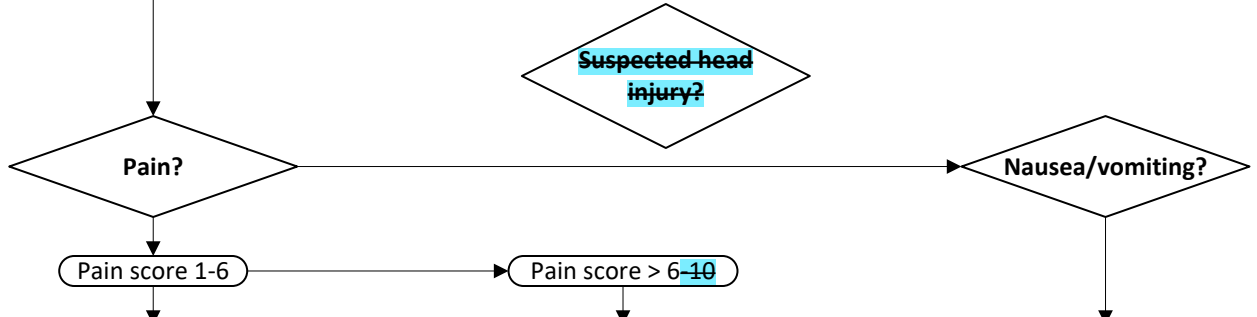 Suspected head
injury?
Pain?
Nausea/vomiting?
Pain score 1-6
Pain score > 6-10